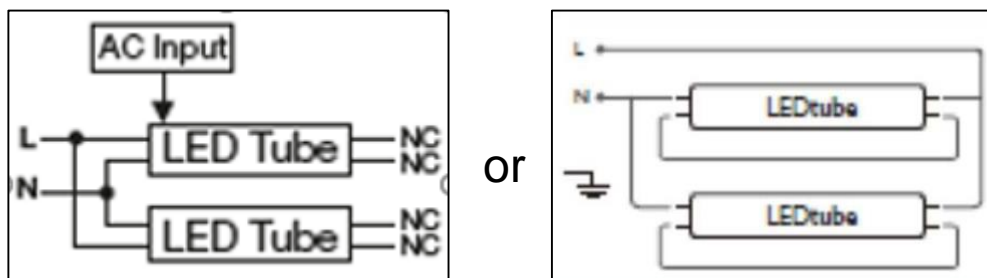 AC Input
L
LED Tube
NC
NC
N
LED Tube
NC
NC
or
L
N
LEDtube
LEDtube